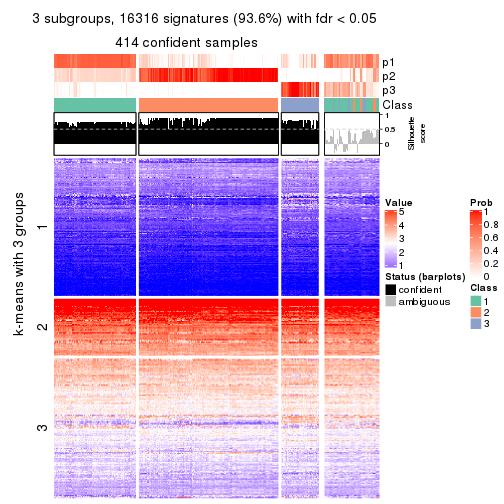 3 subgroups, 16316 signatures (93.6%) with fdr < 0.05
414 confident samples
p1
p2
p3
Class
1
0.5
0
Silhouette
score
k-means with 3 groups
1
2
3
Value
5
4
3
2
1
Status (barplots)
confident
ambiguous
Prob
1
0.8
0.6
0.4
0.2
0
Class
1
2
3